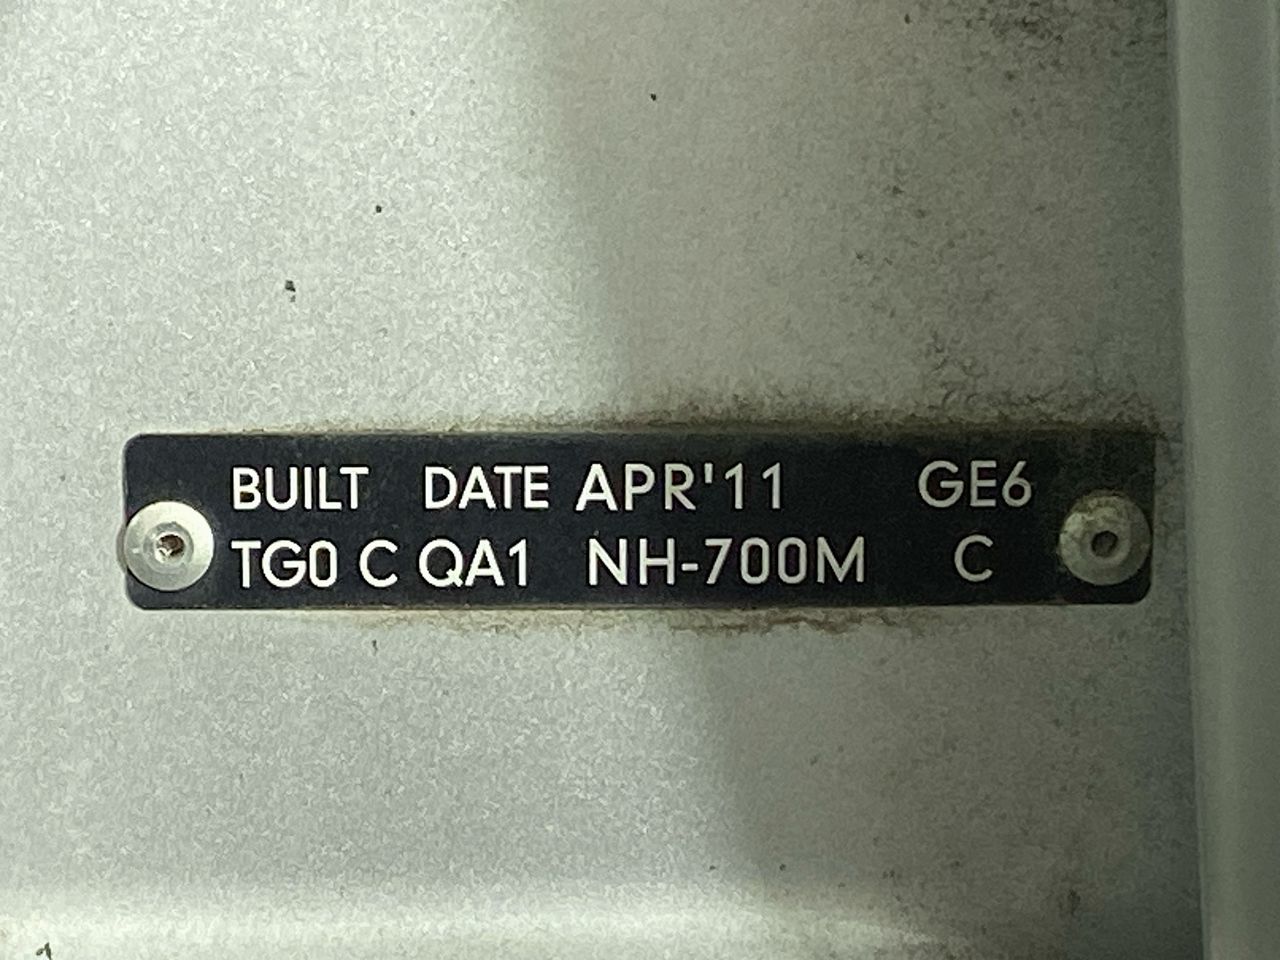 BUILT DATE APR'11 GE6
TG0 C QA1 NH-700M C